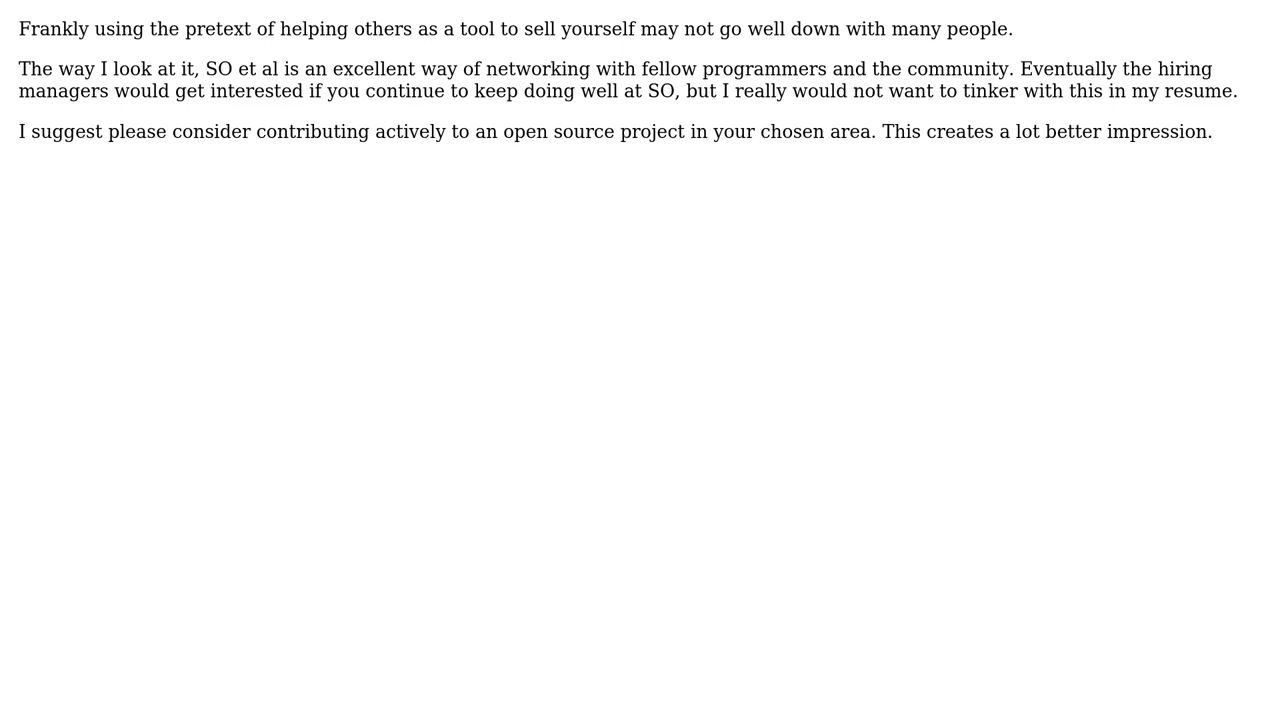 Frankly using the pretext of helping others as a tool to sell yourself may not go well down with many people.
The way I look at it, SO et al is an excellent way of networking with fellow programmers and the community. Eventually the hiring
managers would get interested if you continue to keep doing well at SO, but I really would not want to tinker with this in my resume.
I suggest please consider contributing actively to an open source project in your chosen area. This creates a lot better impression.